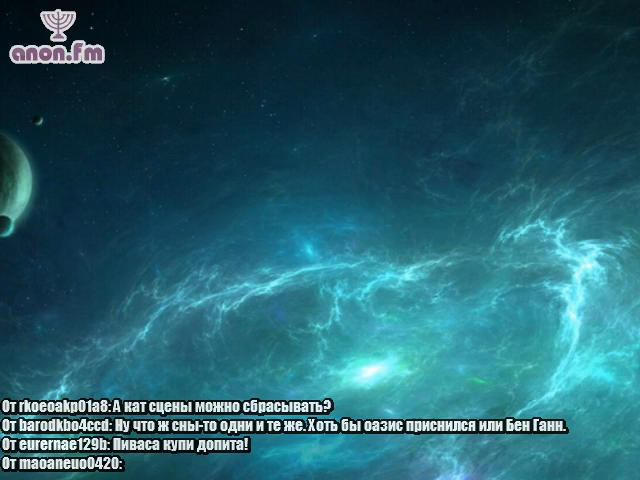 anon.fm
От rkoeoakp01a8: А кат сцены можно сбрасывать?
От barodkbo4ccd: Ну что ж сны-то одни и те же. Хоть бы оазис приснился или Бен Ганн.
От eurernae129b: Пиваса купи допита!
От maoaneuo0420: